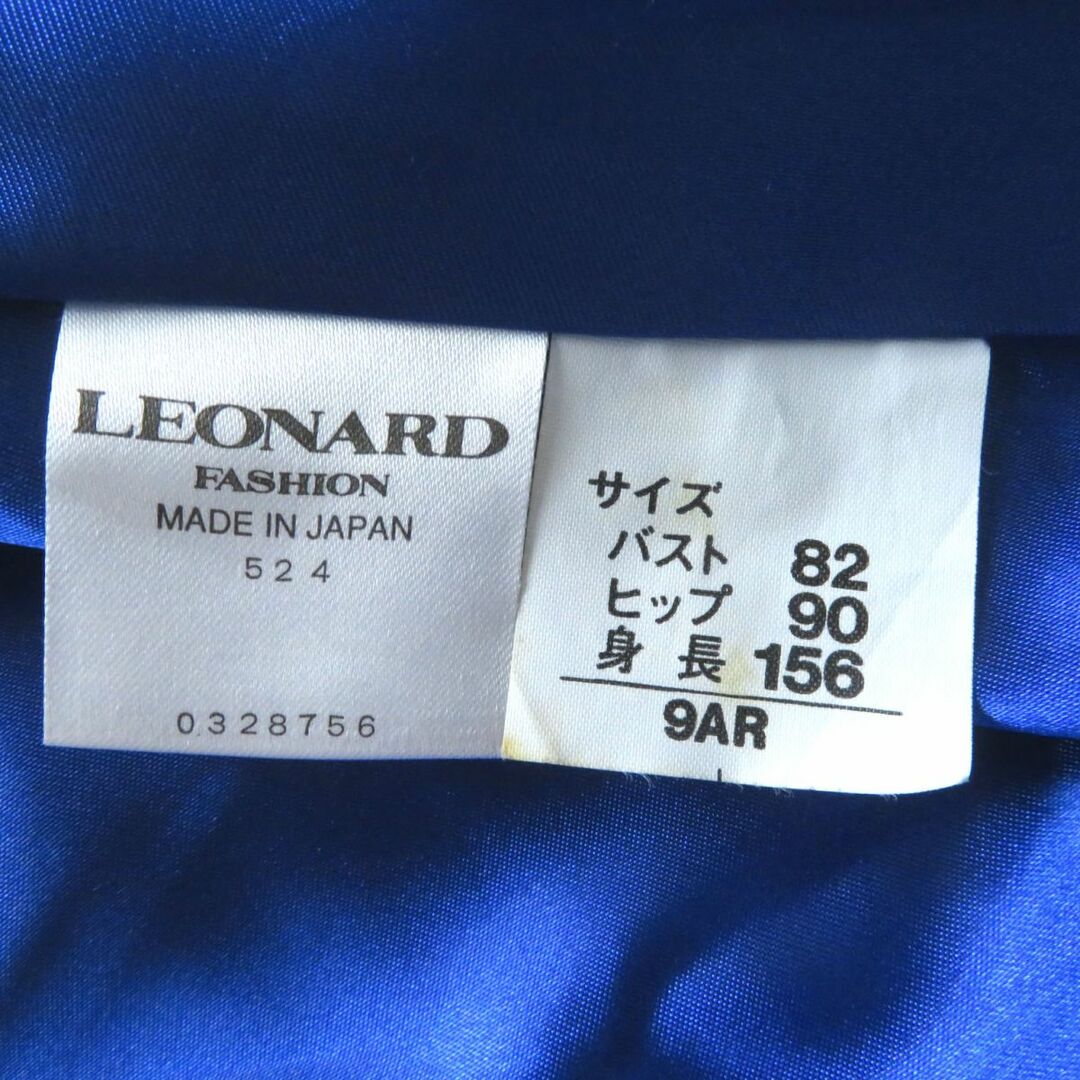 LEONARD
FASHION
MADE IN JAPAN
524
0328756
サイズ
バスト 82
ヒップ 90
身長 156
9AR